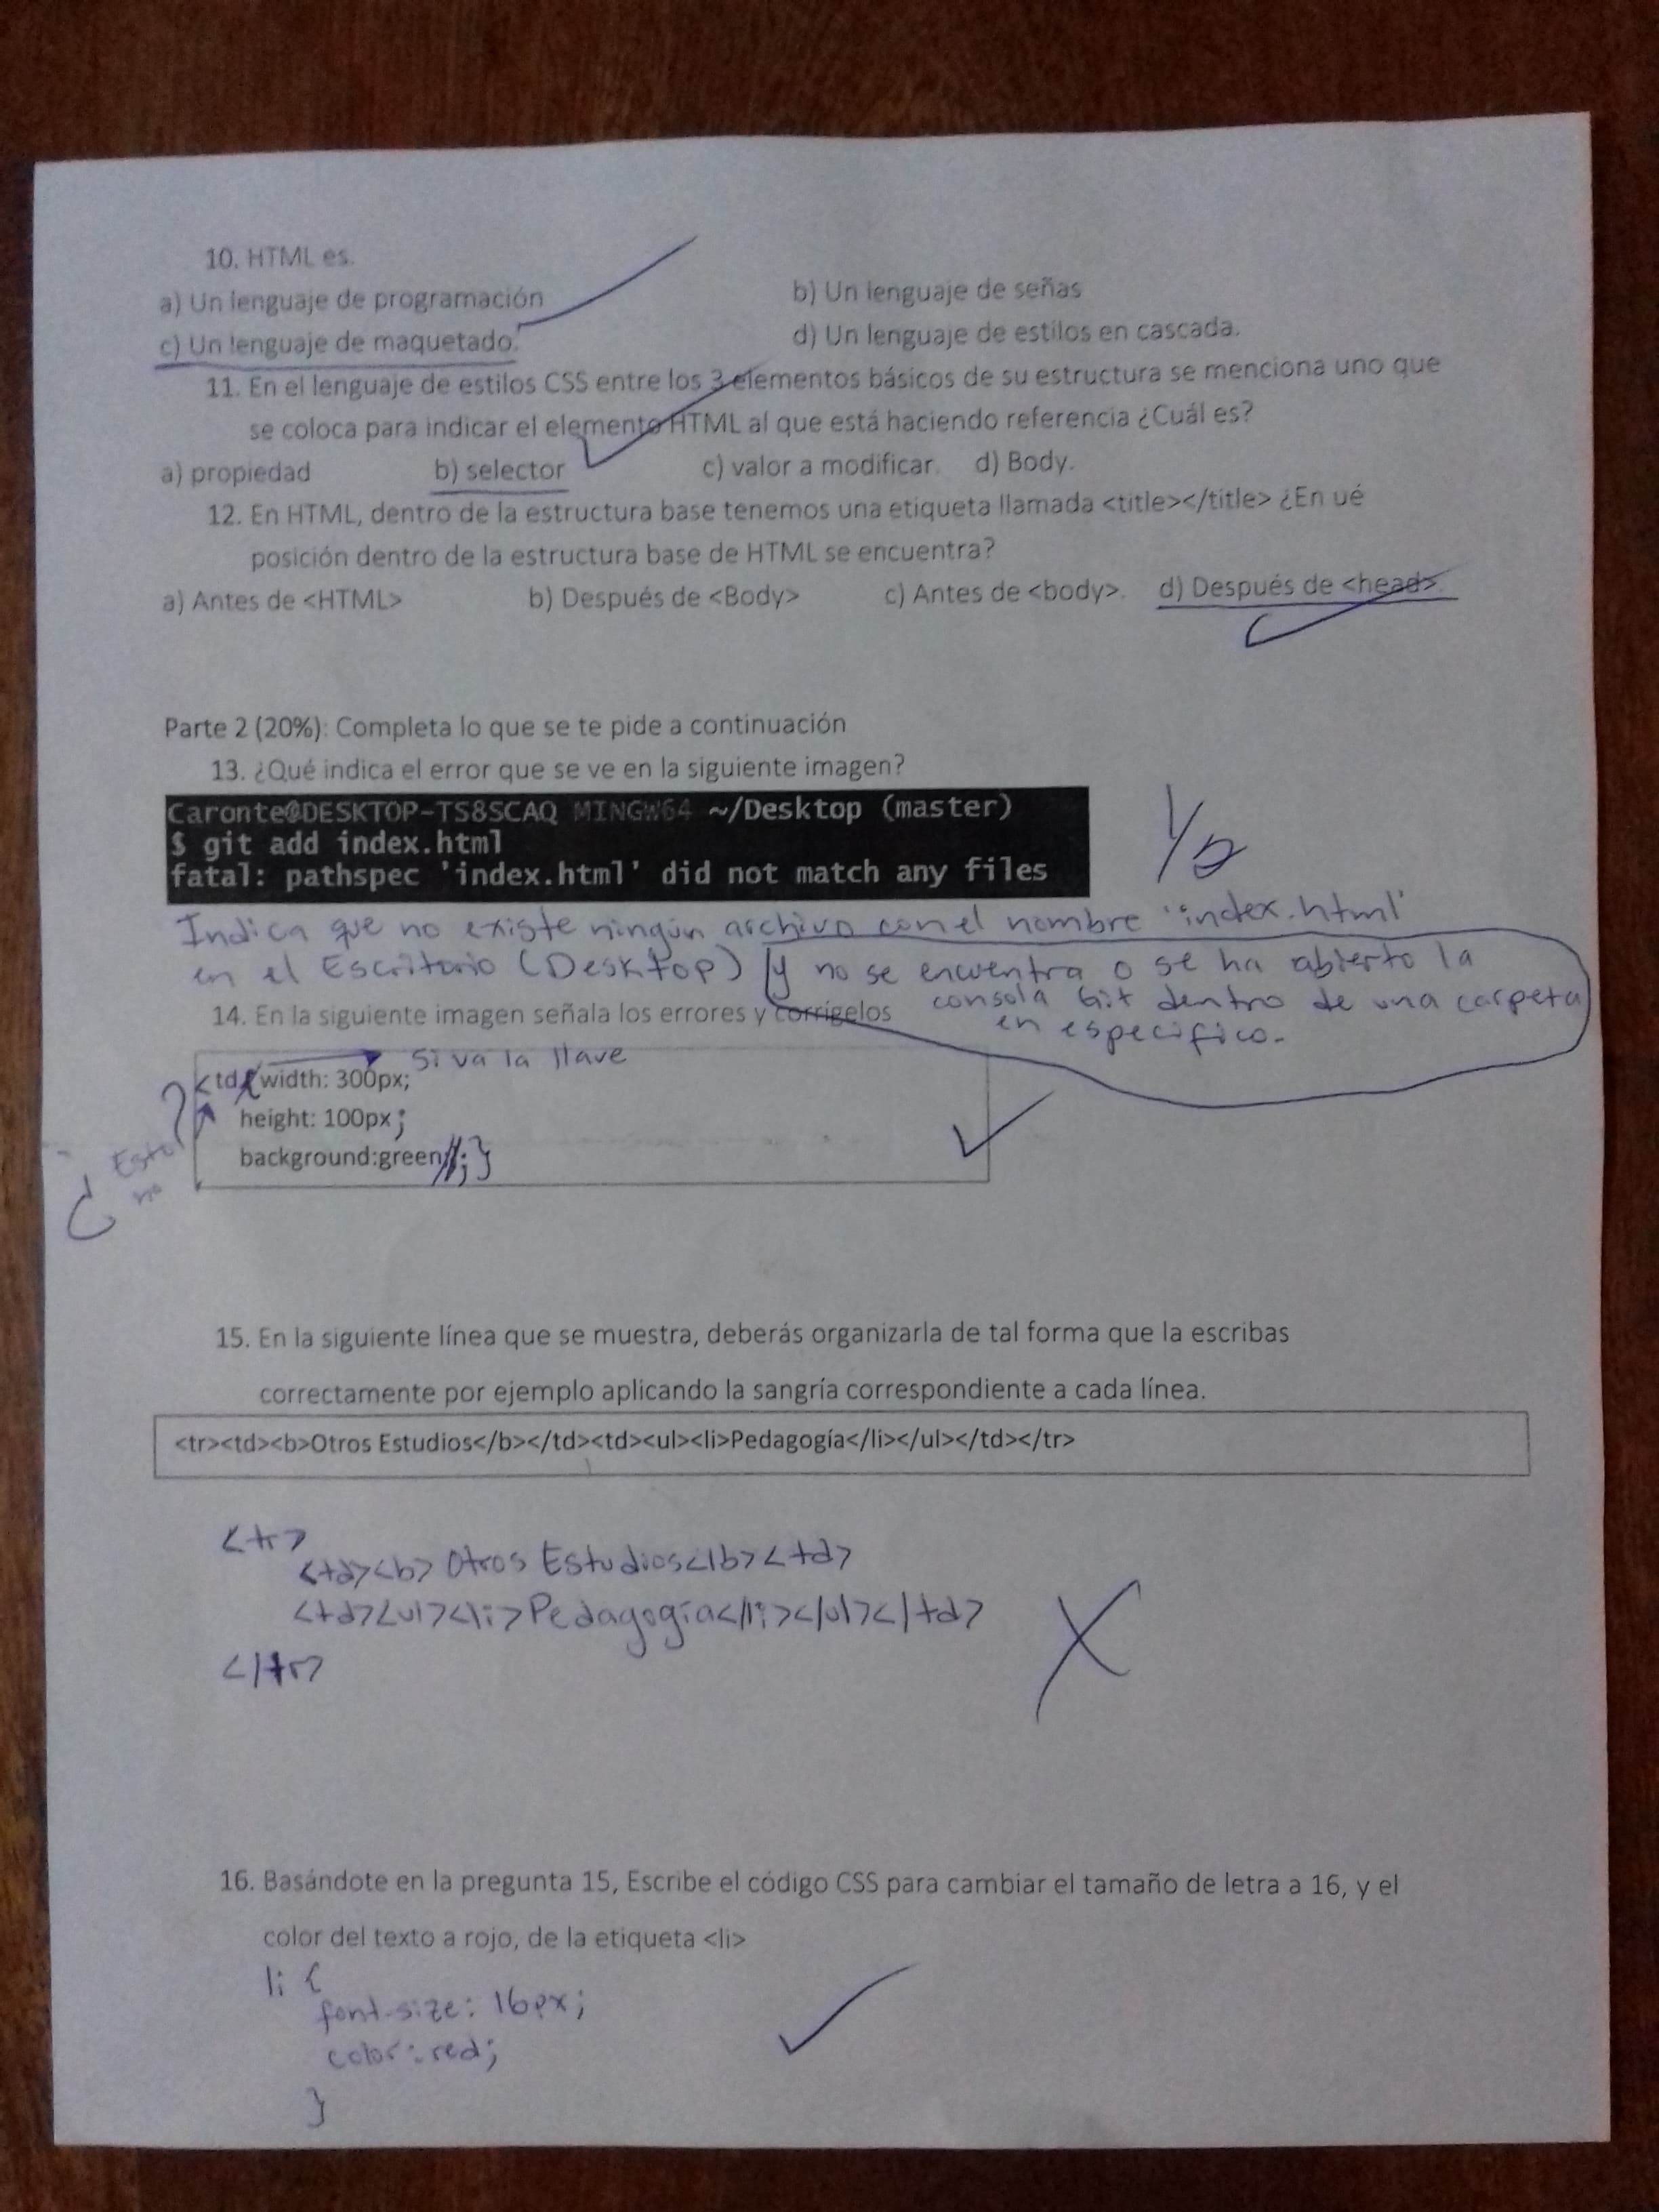 10. HTML es.
a) Un lenguaje de programación
b) Un lenguaje de señas
c) Un lenguaje de maquetado.
d) Un lenguaje de estilos en cascada.
11. En el lenguaje de estilos CSS entre los 3 elementos básicos de su estructura se menciona uno que
se coloca para indicar el elemento HTML al que está haciendo referencia ¿Cuál es?
a) propiedad b) selector c) valor a modificar. d) Body.
12. En HTML, dentro de la estructura base tenemos una etiqueta llamada <title></title> ¿En ué
posición dentro de la estructura base de HTML se encuentra?
a) Antes de <HTML> b) Después de <Body> c) Antes de <body>. d) Después de <head>.
Parte 2 (20%): Completa lo que se te pide a continuación
13. ¿Qué indica el error que se ve en la siguiente imagen?
Caronte@DESKTOP-TS8SCAQ MINGW64 ~/Desktop (master)
$ git add index.html
fatal: pathspec 'index.html' did not match any files
1/2
Indica que no existe ningún archivo con el nombre 'index.html'
en el Escritorio (Desktop) y no se encuentra o se ha abierto la
consola Git dentro de una carpeta
en específico.
14. En la siguiente imagen señala los errores y corrígelos
Si va la llave
<td{width: 300px;
height: 100px;
background:green;}
Esto
no
15. En la siguiente línea que se muestra, deberás organizarla de tal forma que la escribas
correctamente por ejemplo aplicando la sangría correspondiente a cada línea.
<tr><td><b>Otros Estudios</b></td><td><ul><li>Pedagogía</li></ul></td></tr>
<tr>
<td><b> Otros Estudios</b><td>
<td><ul><li>Pedagogía</li></ul></td>
</tr>
16. Basándote en la pregunta 15, Escribe el código CSS para cambiar el tamaño de letra a 16, y el
color del texto a rojo, de la etiqueta <li>
li {
font-size: 16px;
color: red;
}